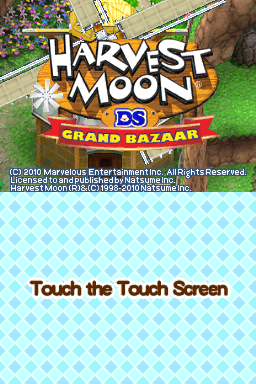 HARVEST
MOON®
DS
GRAND BAZAAR
(C) 2010 Marvelous Entertainment Inc. All Rights Reserved.
Licensed to and published by Natsume Inc.
Harvest Moon (R) & (C) 1998-2010 Natsume Inc.
Touch the Touch Screen